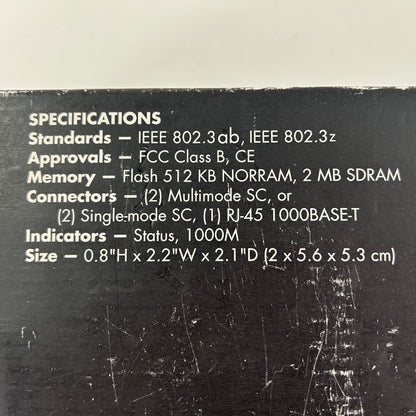 SPECIFICATIONS
Standards — IEEE 802.3ab, IEEE 802.3z
Approvals — FCC Class B, CE
Memory — Flash 512 KB NORRAM, 2 MB SDRAM
Connectors — (2) Multimode SC, or
(2) Single-mode SC, (1) RJ-45 1000BASE-T
Indicators — Status, 1000M
Size — 0.8"H x 2.2"W x 2.1"D (2 x 5.6 x 5.3 cm)